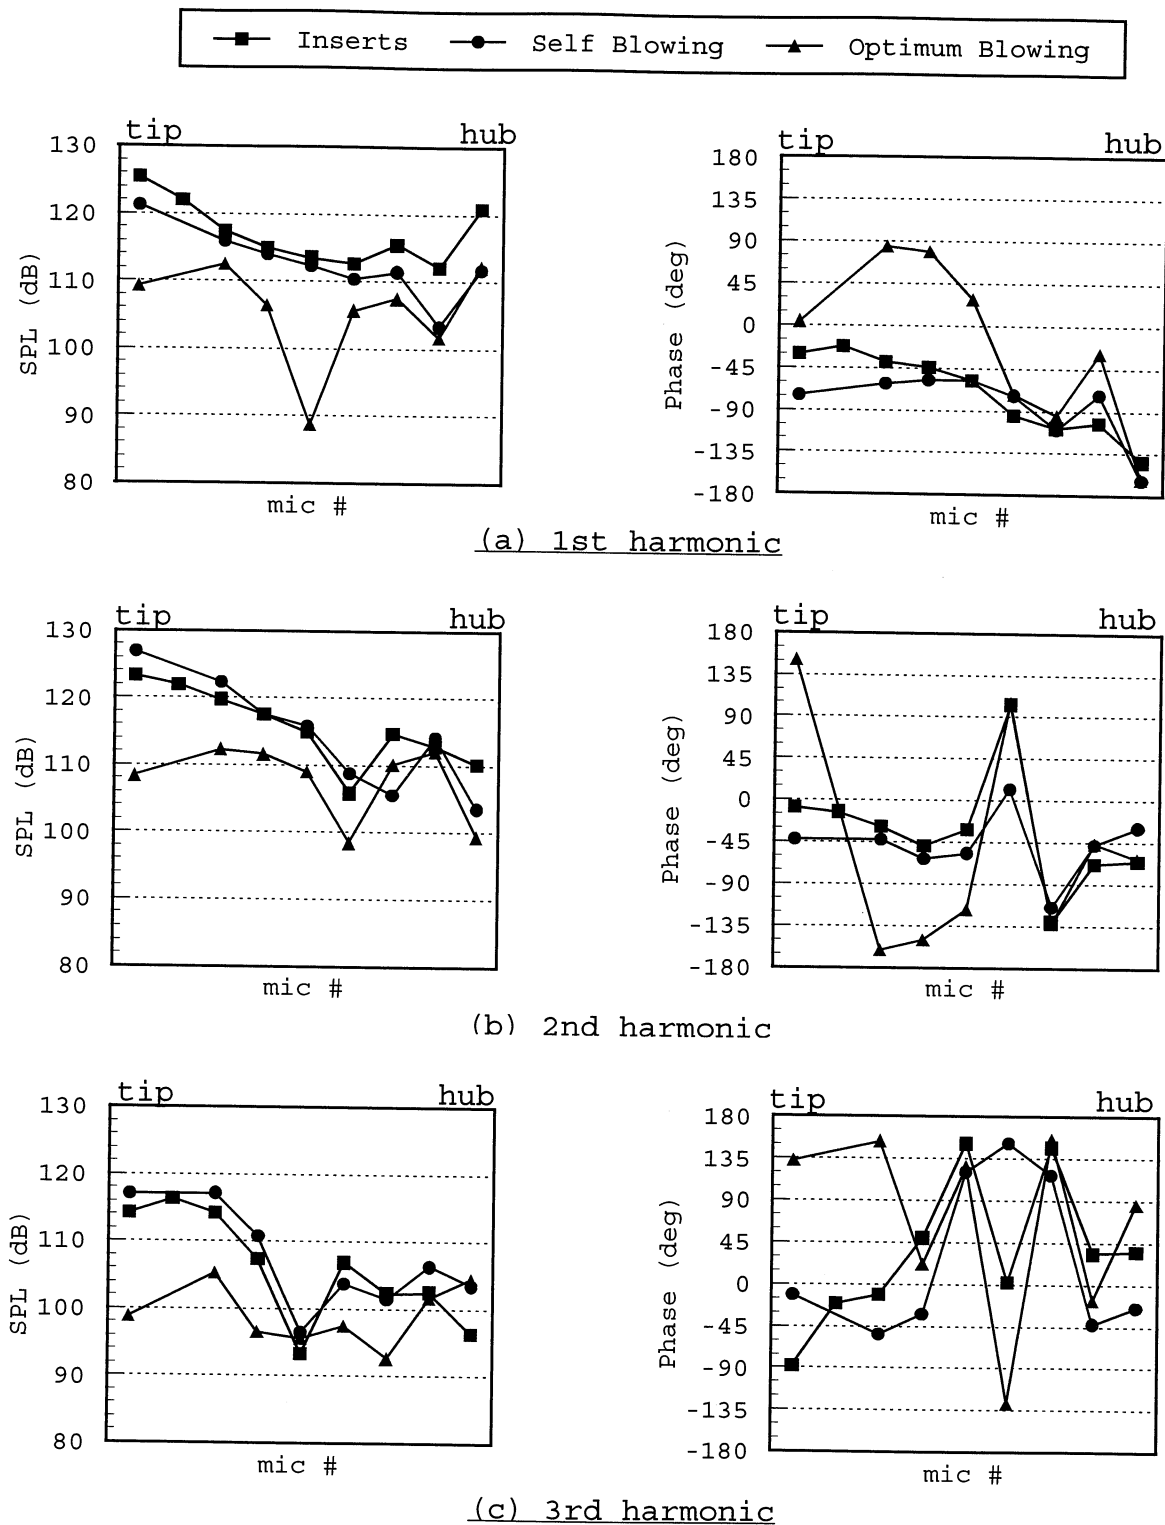 Inserts Self Blowing Optimum Blowing
tip hub
130
120
110
100
90
80
SPL (dB)
mic #
tip hub
180
135
90
45
0
-45
-90
-135
-180
Phase (deg)
mic #
(a) 1st harmonic
tip hub
130
120
110
100
90
80
SPL (dB)
mic #
tip hub
180
135
90
45
0
-45
-90
-135
-180
Phase (deg)
mic #
(b) 2nd harmonic
tip hub
130
120
110
100
90
80
SPL (dB)
mic #
tip hub
180
135
90
45
0
-45
-90
-135
-180
Phase (deg)
mic #
(c) 3rd harmonic